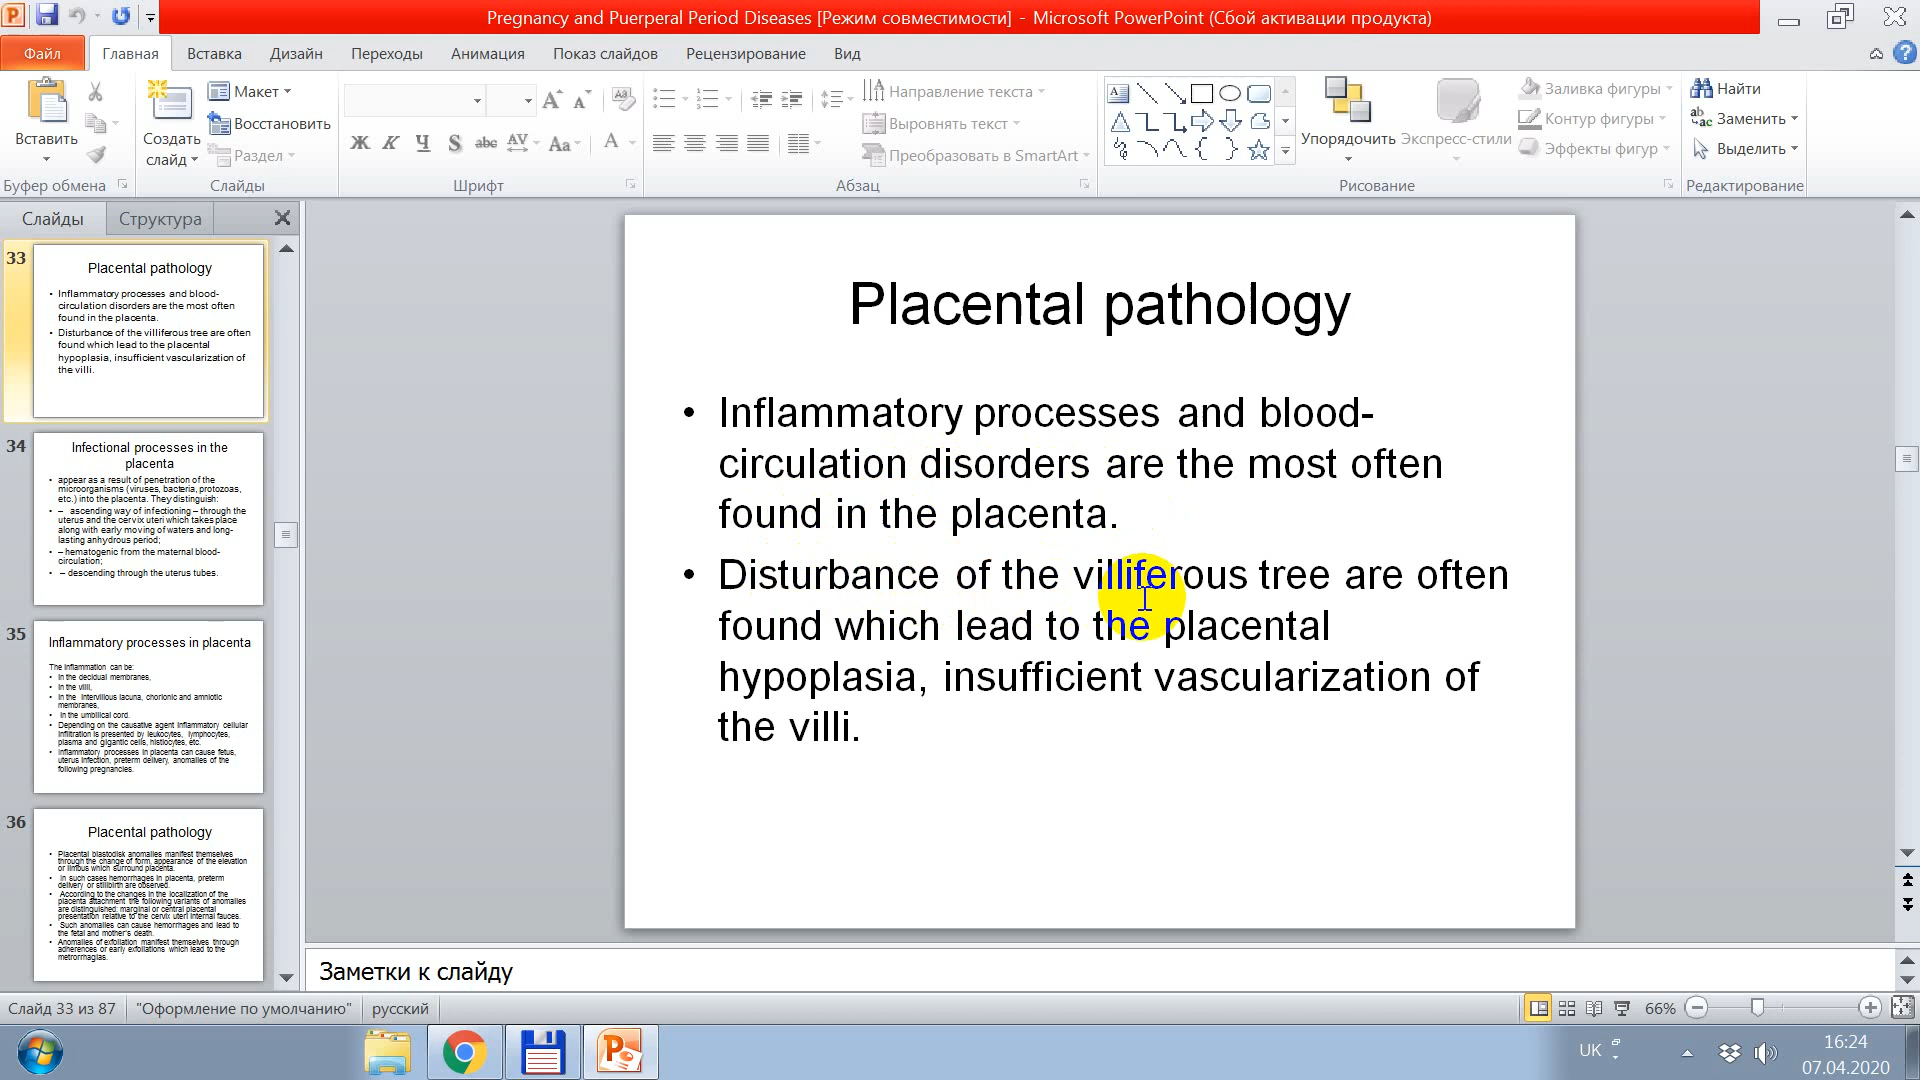 Pregnancy and Puerperal Period Diseases [Режим совместимости] - Microsoft PowerPoint (Сбой активации продукта)
Файл Главная Вставка Дизайн Переходы Анимация Показ слайдов Рецензирование Вид
Вставить
Буфер обмена
Создать слайд
Макет
Восстановить
Раздел
Слайды
Ж К Ч S abc AV Aa A
Шрифт
Направление текста
Выровнять текст
Преобразовать в SmartArt
Абзац
Упорядочить
Экспресс-стили
Заливка фигуры
Контур фигуры
Эффекты фигур
Рисование
Найти
Заменить
Выделить
Редактирование
Слайды Структура
33
Placental pathology
• Inflammatory processes and blood-
circulation disorders are the most often
found in the placenta.
• Disturbance of the villiferous tree are often
found which lead to the placental
hypoplasia, insufficient vascularization of
the villi.
34
Infectional processes in the
placenta
• appear as a result of penetration of the
microorganisms (viruses, bacteria, protozoas,
etc.) into the placenta. They distinguish:
• – ascending way of infectioning – through the
uterus and the cervix uteri which takes place
along with early moving of waters and long-
lasting anhydrous period;
• – hematogenic from the maternal blood-
circulation;
• – descending through the uterus tubes.
35
Inflammatory processes in placenta
The inflammation can be:
• In the decidual membranes,
• In the villi,
• In the intervillous lacuna, chorionic and amniotic
membranes,
• In the umbilical cord.
• Depending on the causative agent inflammatory cellular
infiltration is presented by leukocytes, lymphocytes,
plasma and gigantic cells, histiocytes, etc.
• Inflammatory processes in placenta can cause fetus,
uterus infection, preterm delivery, anomalies of the
following pregnancies.
36
Placental pathology
• Placental blastodisk anomalies manifest themselves
through the change of form, appearance of the elevation
or limbus which surround placenta.
• In such cases hemorrhages in placenta, preterm
delivery or stillbirth are observed.
• According to the changes in the localization of the
placenta attachment the following variants of anomalies
are distinguished: marginal or central placental
presentation relative to the cervix uteri internal fauces.
• Such anomalies can cause hemorrhages and lead to
the fetal and mother's death.
• Anomalies of exfoliation manifest themselves through
adherences or early exfoliations which lead to the
metrorrhagias.
Placental pathology
• Inflammatory processes and blood-
circulation disorders are the most often
found in the placenta.
• Disturbance of the villiferous tree are often
found which lead to the placental
hypoplasia, insufficient vascularization of
the villi.
Заметки к слайду
Слайд 33 из 87 "Оформление по умолчанию" русский 66%
UK 16:24
07.04.2020